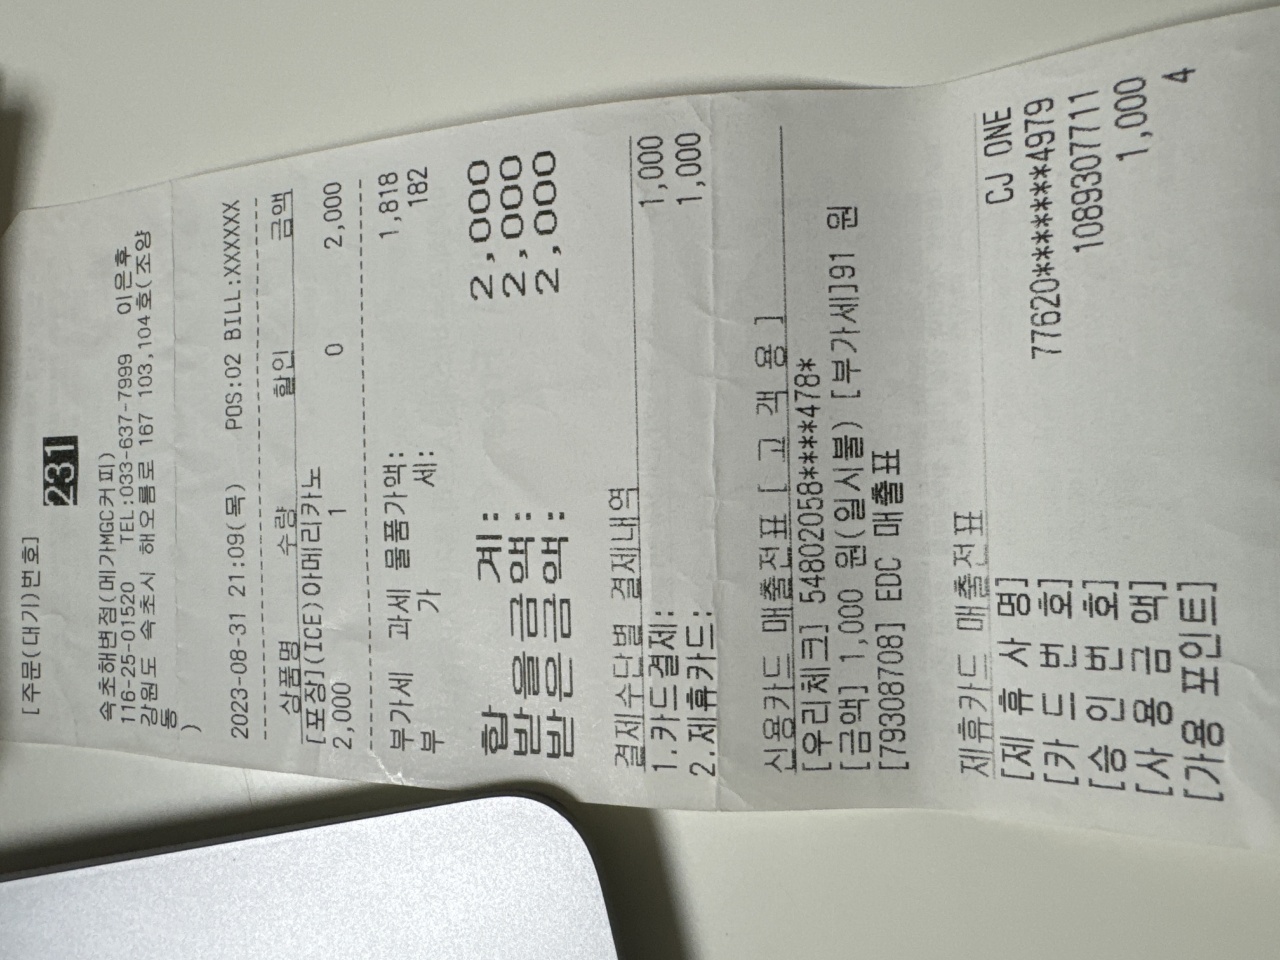 [주문(대기)번호]
231
속초해변점(메가MGC커피)
116-25-01520 TEL:033-637-7999 이은후
강원도 속초시 해오름로 167 103,104호(조양
동
)
2023-08-31 21:09(목) POS:02 BILL:XXXXXX
상품명 수량 할인 금액
[포장](ICE)아메리카노
2,000 1 0 2,000
부가세 과세 물품가액: 1,818
부 가 세: 182
합 계: 2,000
받을금액: 2,000
받은금액: 2,000
결제수단별 결제내역
1.카드결제: 1,000
2.제휴카드: 1,000
신용카드 매출전표 [ 고 객 용 ]
[우리체크] 54802058****478*
[금액] 1,000 원(일시불) [부가세]91 원
[79308708] EDC 매출표
제휴카드 매출전표
[제 휴 사 명] CJ ONE
[카 드 번 호] 77620*******4979
[승 인 번 호] 1089307711
[사 용 금 액] 1,000
[가용 포인트] 4